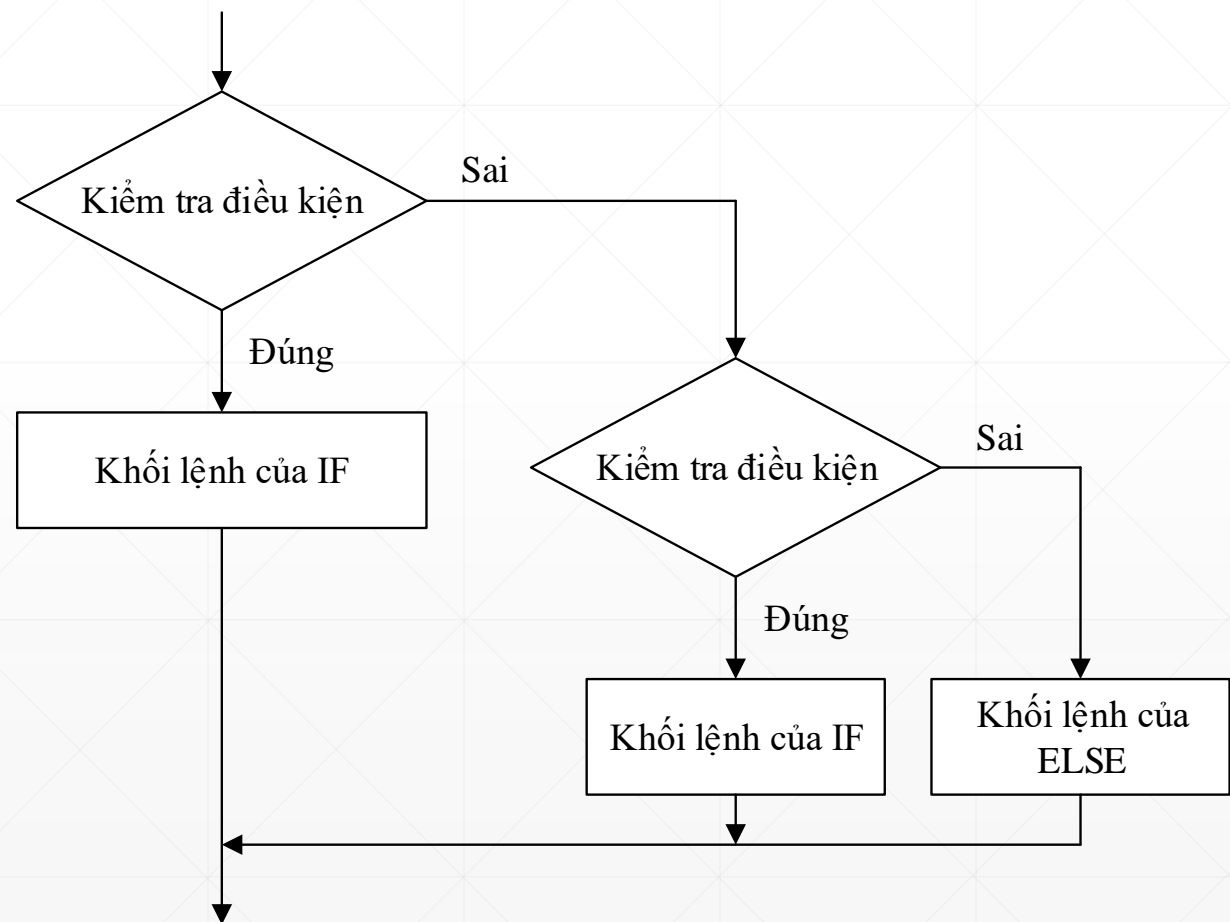 Sai
Kiểm tra điều kiện
Đúng
Khối lệnh của IF
Sai
Kiểm tra điều kiện
Đúng
Khối lệnh của IF
Khối lệnh của
ELSE